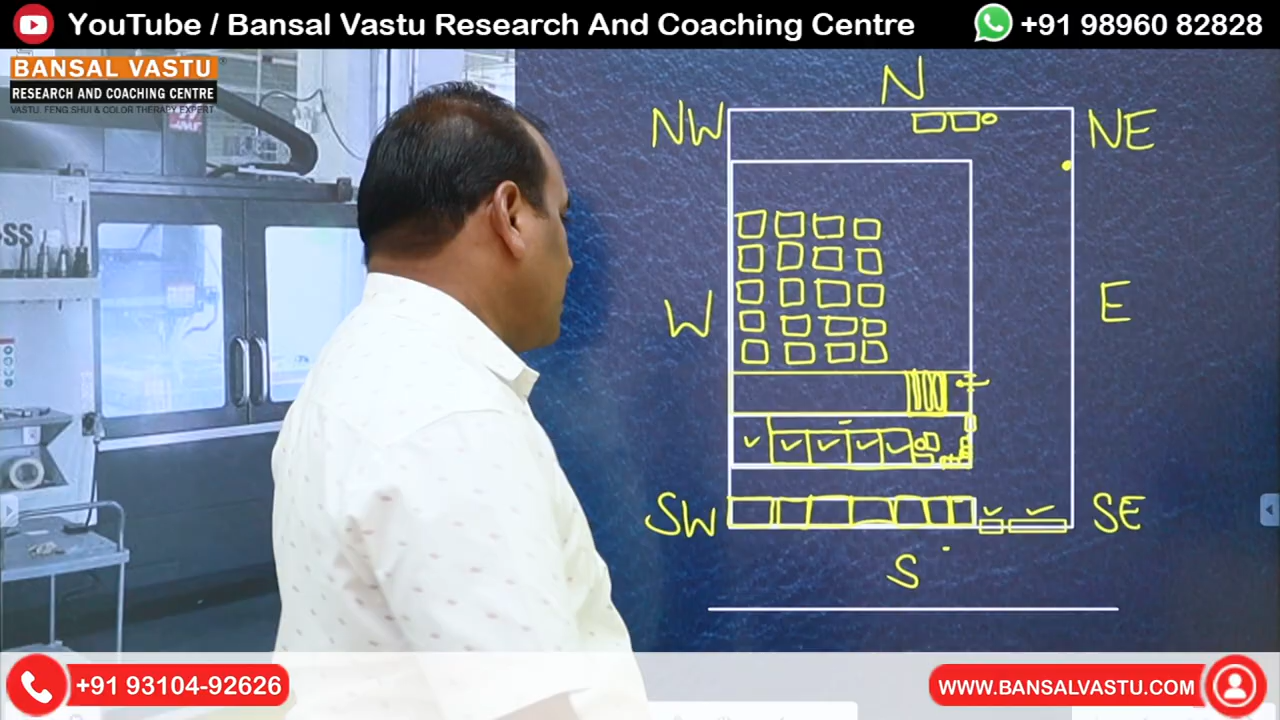 YouTube / Bansal Vastu Research And Coaching Centre
+91 98960 82828
BANSAL VASTU
RESEARCH AND COACHING CENTRE
VASTU, FENG SHUI & COLOR THERAPY EXPERT
N
NW
NE
-SS
W
E
SW
SE
S
+91 93104-92626
WWW.BANSALVASTU.COM